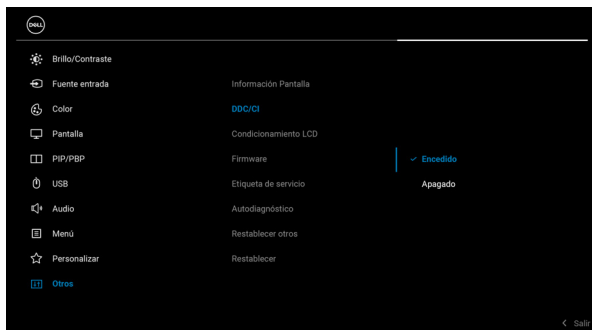 DELL
Brillo/Contraste
Fuente entrada
Información Pantalla
Color
DDC/CI
Pantalla
Condicionamiento LCD
PIP/PBP
Firmware
Encedido
USB
Etiqueta de servicio
Apagado
Audio
Autodiagnóstico
Menú
Restablecer otros
Personalizar
Restablecer
Otros
Salir